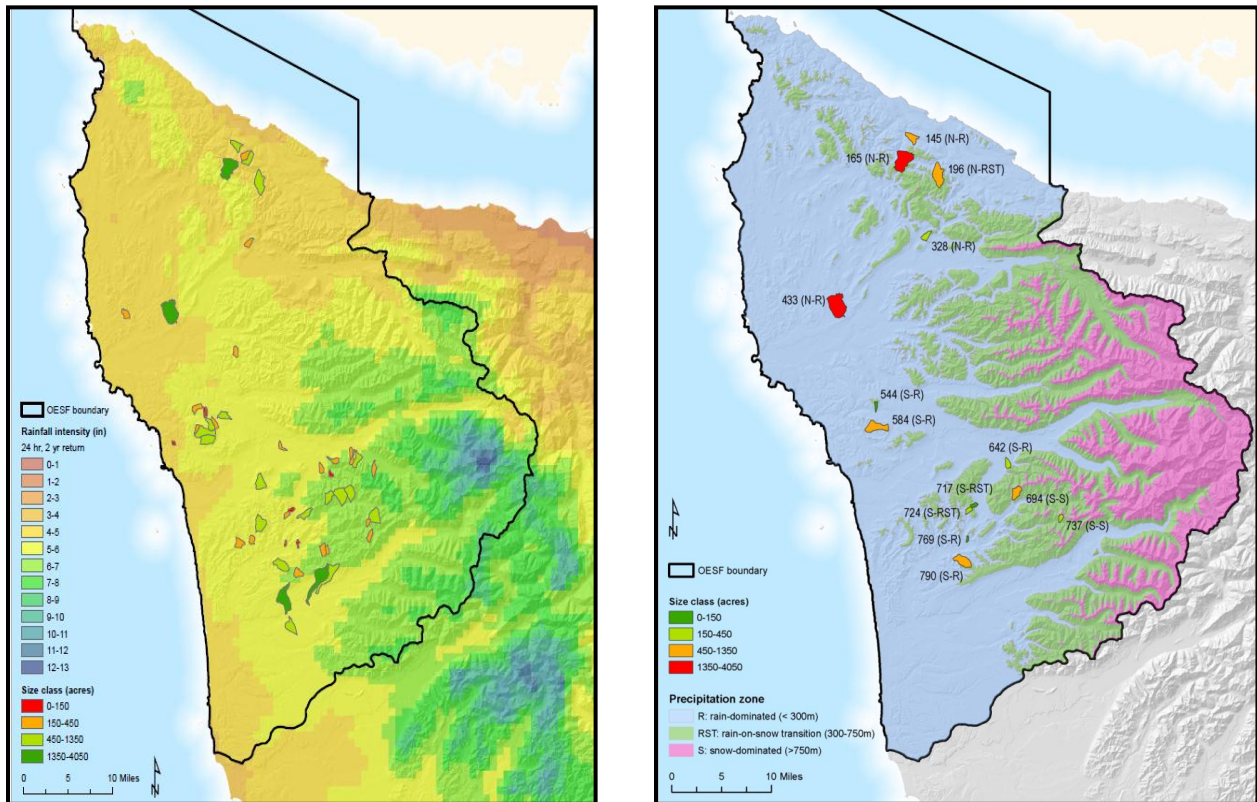 OESF boundary
Rainfall intensity (in)
24 hr, 2 yr return
0-1
1-2
2-3
3-4
4-5
5-6
6-7
7-8
8-9
9-10
10-11
11-12
12-13
Size class (acres)
0-150
150-450
450-1350
1350-4050
0 5 10 Miles
N
145 (N-R)
165 (N-R)
196 (N-RST)
328 (N-R)
433 (N-R)
544 (S-R)
584 (S-R)
642 (S-R)
717 (S-RST)
694 (S-S)
724 (S-RST)
737 (S-S)
769 (S-R)
790 (S-R)
N
OESF boundary
Size class (acres)
0-150
150-450
450-1350
1350-4050
Precipitation zone
R: rain-dominated (< 300m)
RST: rain-on-snow transition (300-750m)
S: snow-dominated (>750m)
0 5 10 Miles